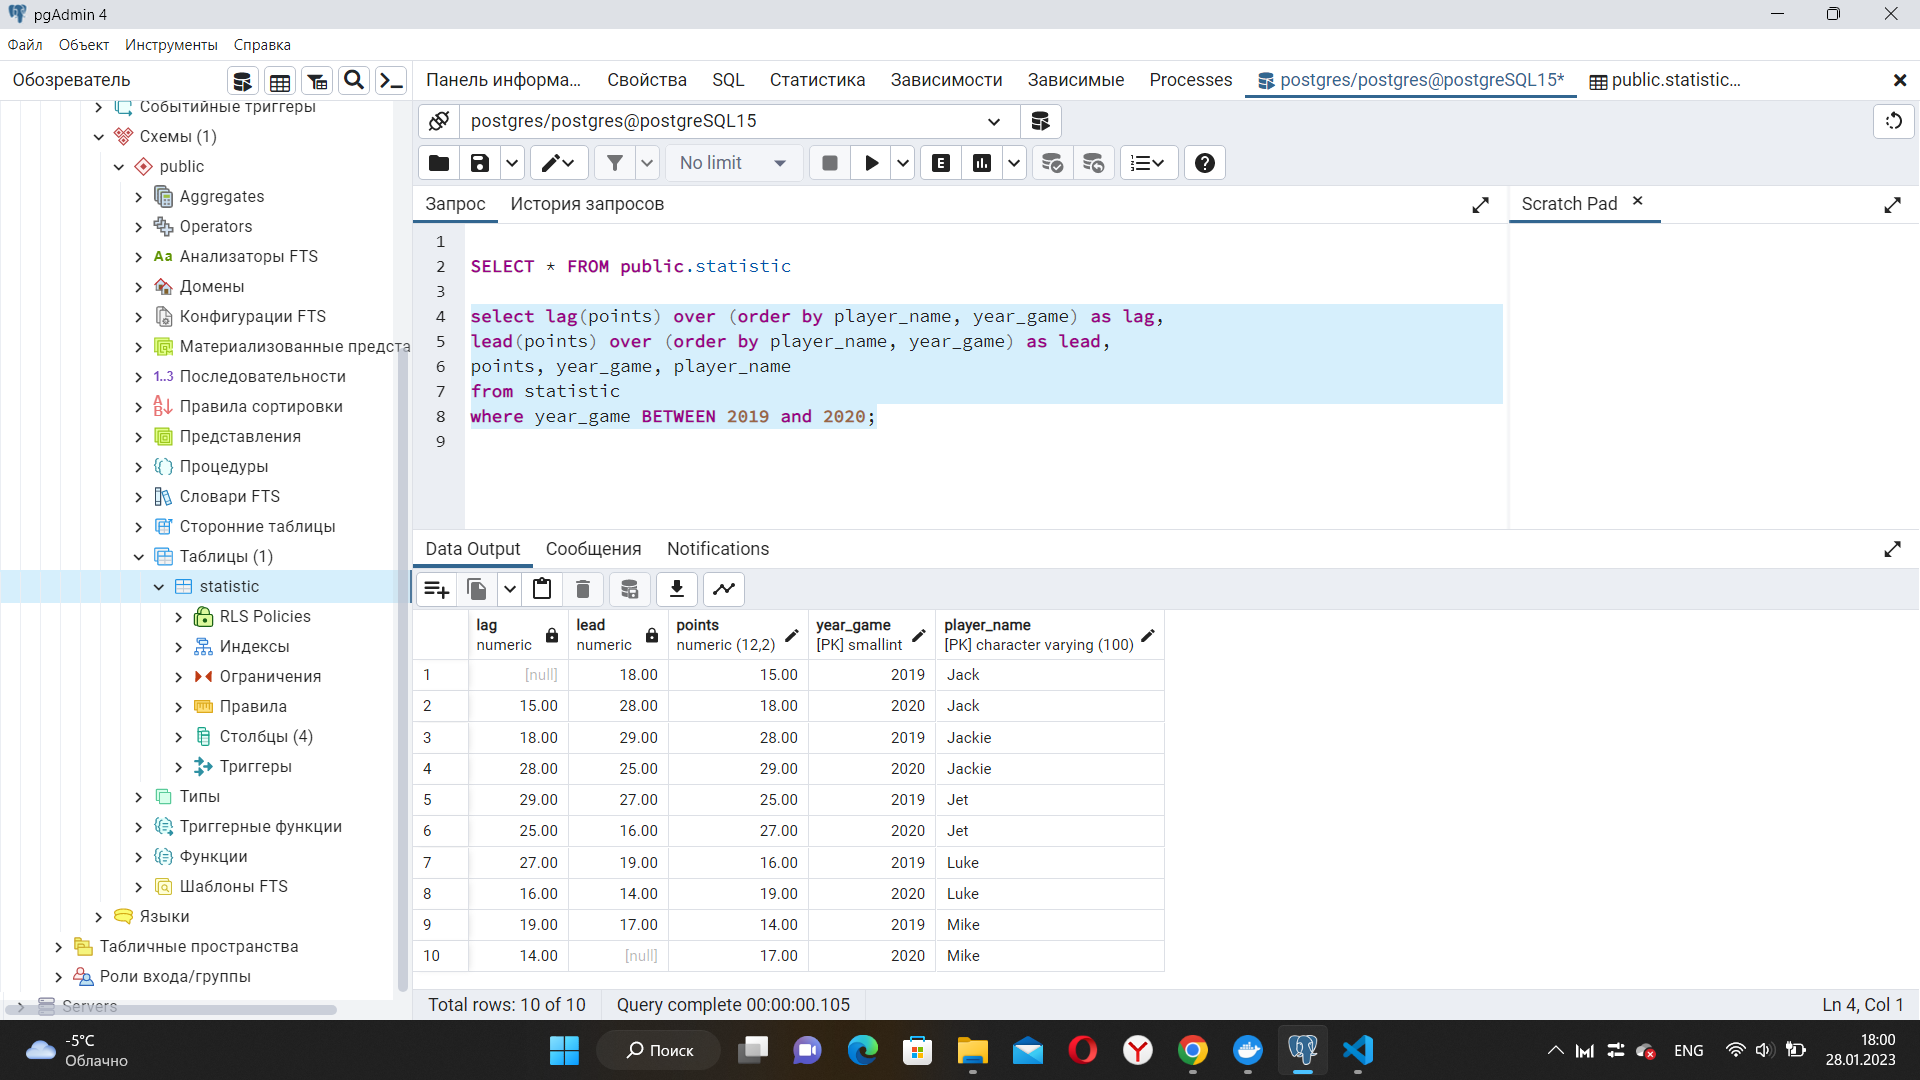 pgAdmin 4
Файл Объект Инструменты Справка
Обозреватель
Панель информа... Свойства SQL Статистика Зависимости Зависимые Processes postgres/postgres@postgreSQL15* public.statistic...
Событийные триггеры
Схемы (1)
public
Aggregates
Operators
Aa Анализаторы FTS
Домены
Конфигурации FTS
Материализованные предста
1..3 Последовательности
Правила сортировки
Представления
Процедуры
Словари FTS
Сторонние таблицы
Таблицы (1)
statistic
RLS Policies
Индексы
Ограничения
Правила
Столбцы (4)
Триггеры
Типы
Триггерные функции
Функции
Шаблоны FTS
Языки
Табличные пространства
Роли входа/группы
Servers
postgres/postgres@postgreSQL15
No limit
E
Запрос История запросов
Scratch Pad
1
2 SELECT * FROM public.statistic
3
4 select lag(points) over (order by player_name, year_game) as lag,
5 lead(points) over (order by player_name, year_game) as lead,
6 points, year_game, player_name
7 from statistic
8 where year_game BETWEEN 2019 and 2020;
9
Data Output Сообщения Notifications
lag lead points year_game player_name
numeric numeric numeric (12,2) [PK] smallint [PK] character varying (100)
1 [null] 18.00 15.00 2019 Jack
2 15.00 28.00 18.00 2020 Jack
3 18.00 29.00 28.00 2019 Jackie
4 28.00 25.00 29.00 2020 Jackie
5 29.00 27.00 25.00 2019 Jet
6 25.00 16.00 27.00 2020 Jet
7 27.00 19.00 16.00 2019 Luke
8 16.00 14.00 19.00 2020 Luke
9 19.00 17.00 14.00 2019 Mike
10 14.00 [null] 17.00 2020 Mike
Total rows: 10 of 10 Query complete 00:00:00.105 Ln 4, Col 1
-5°C
Облачно
Поиск
ENG
18:00
28.01.2023